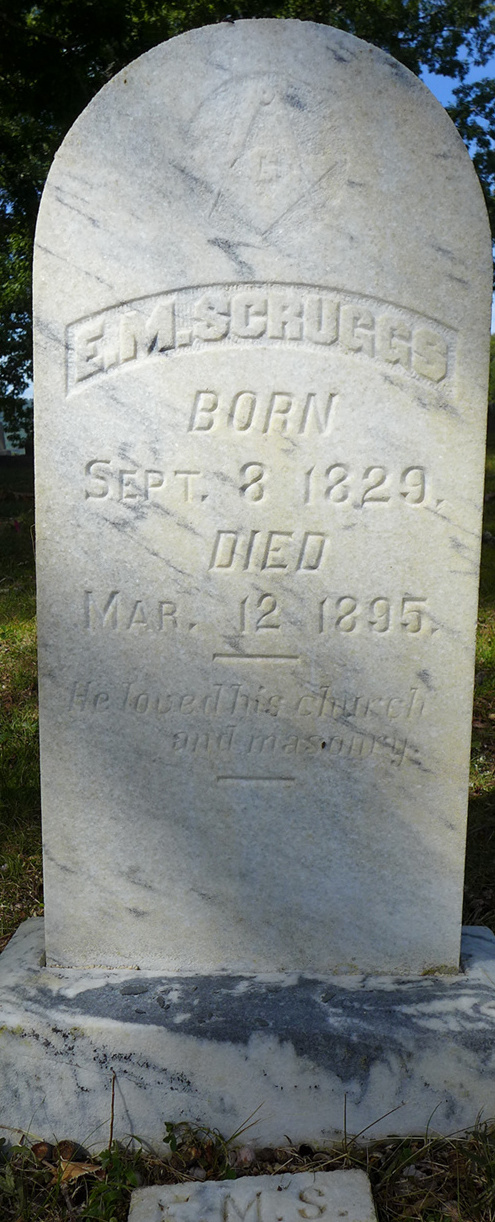 G
E. M. SCRUGGS
BORN
SEPT. 8 1829.
DIED
MAR. 12 1895.
He loved his church
and masonry.
E. M. S.